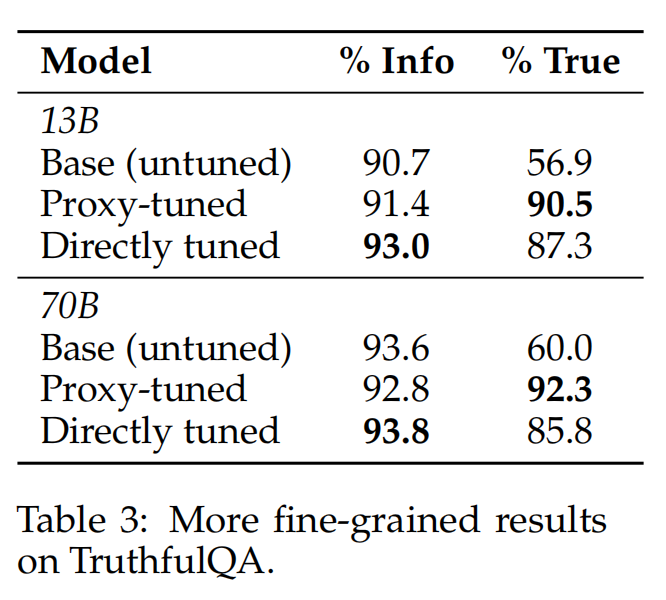 Model % Info % True
13B
Base (untuned) 90.7 56.9
Proxy-tuned 91.4 90.5
Directly tuned 93.0 87.3
70B
Base (untuned) 93.6 60.0
Proxy-tuned 92.8 92.3
Directly tuned 93.8 85.8
Table 3: More fine-grained results
on TruthfulQA.